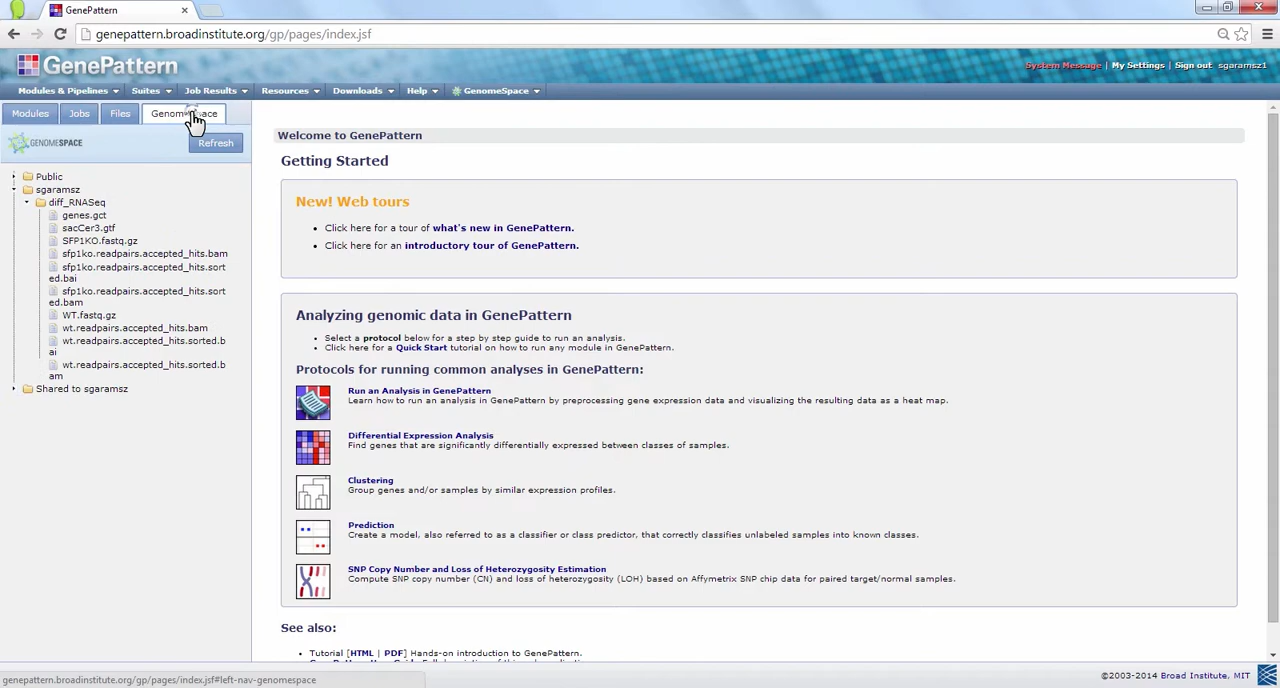 GenePattern
genepattern.broadinstitute.org/gp/pages/index.jsf
GenePattern
System Message | My Settings | Sign out sgaramsz1
Modules & Pipelines Suites Job Results Resources Downloads Help GenomeSpace
Modules Jobs Files
GENOMESPACE Refresh
Public
sgaramsz
diff_RNASeq
genes.gct
sacCer3.gtf
SFP1KO.fastq.gz
sfp1ko.readpairs.accepted_hits.bam
sfp1ko.readpairs.accepted_hits.sort
ed.bai
sfp1ko.readpairs.accepted_hits.sort
ed.bam
WT.fastq.gz
wt.readpairs.accepted_hits.bam
wt.readpairs.accepted_hits.sorted.b
ai
wt.readpairs.accepted_hits.sorted.b
am
Shared to sgaramsz
Welcome to GenePattern
Getting Started
New! Web tours
Click here for a tour of what's new in GenePattern.
Click here for an introductory tour of GenePattern.
Analyzing genomic data in GenePattern
Select a protocol below for a step by step guide to run an analysis.
Click here for a Quick Start tutorial on how to run any module in GenePattern.
Protocols for running common analyses in GenePattern:
Run an Analysis in GenePattern
Learn how to run an analysis in GenePattern by preprocessing gene expression data and visualizing the resulting data as a heat map.
Differential Expression Analysis
Find genes that are significantly differentially expressed between classes of samples.
Clustering
Group genes and/or samples by similar expression profiles.
Prediction
Create a model, also referred to as a classifier or class predictor, that correctly classifies unlabeled samples into known classes.
SNP Copy Number and Loss of Heterozygosity Estimation
Compute SNP copy number (CN) and loss of heterozygosity (LOH) based on Affymetrix SNP chip data for paired target/normal samples.
See also:
Tutorial [HTML | PDF] Hands-on introduction to GenePattern.
genepattern.broadinstitute.org/gp/pages/index.jsf#left-nav-genomespace
©2003-2014 Broad Institute, MIT